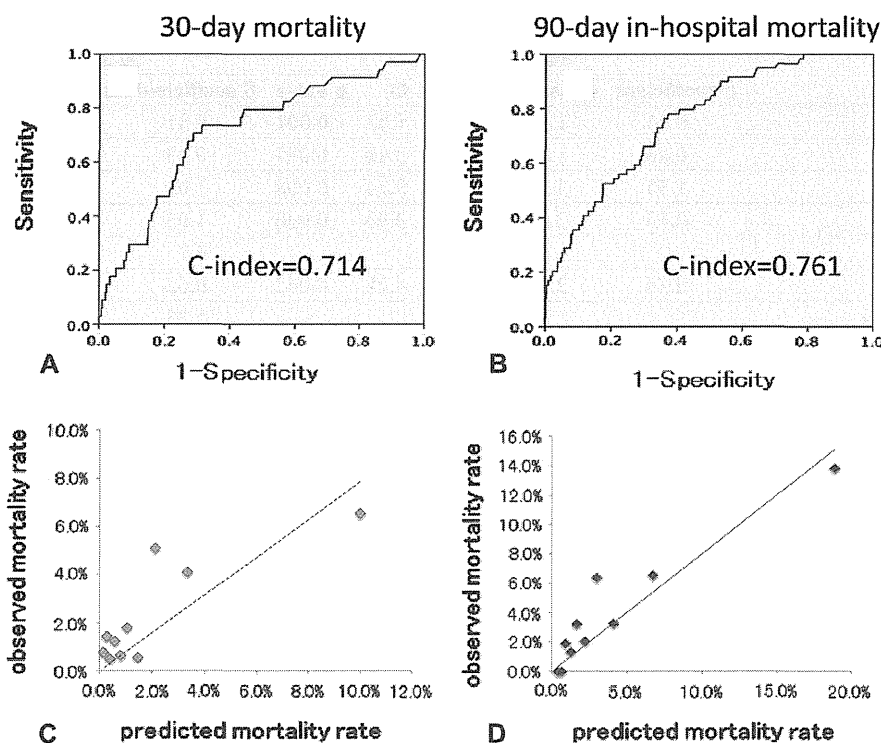 30-day mortality
1.0
0.8
0.6
0.4
0.2
0.0
Sensitivity
C-index=0.714
0.0 0.2 0.4 0.6 0.8 1.0
A
1-Specificity
90-day in-hospital mortality
1.0
0.8
0.6
0.4
0.2
0.0
Sensitivity
C-index=0.761
0.0 0.2 0.4 0.6 0.8 1.0
B
1-Specificity
10.0%
8.0%
6.0%
4.0%
2.0%
0.0%
observed mortality rate
0.0% 2.0% 4.0% 6.0% 8.0% 10.0% 12.0%
C
predicted mortality rate
16.0%
14.0%
12.0%
10.0%
8.0%
6.0%
4.0%
2.0%
0.0%
observed mortality rate
0.0% 5.0% 10.0% 15.0% 20.0%
D
predicted mortality rate